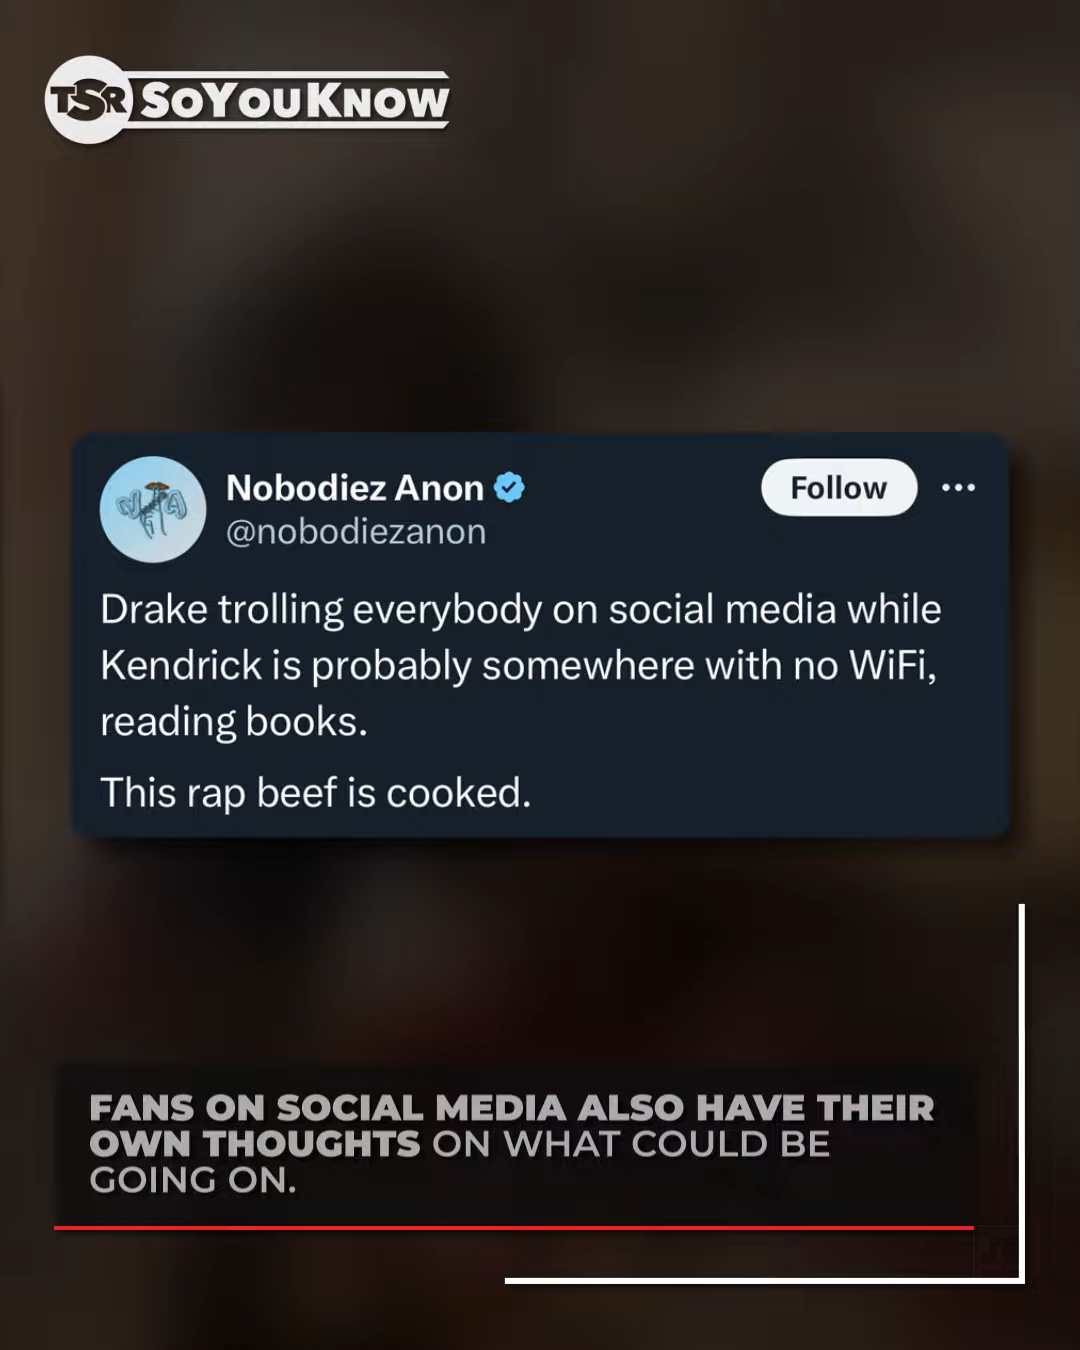 TSR SOYOUKNOW
Nobodiez Anon
Follow
@nobodiezanon
Drake trolling everybody on social media while
Kendrick is probably somewhere with no WiFi,
reading books.
This rap beef is cooked.
FANS ON SOCIAL MEDIA ALSO HAVE THEIR
OWN THOUGHTS ON WHAT COULD BE
GOING ON.